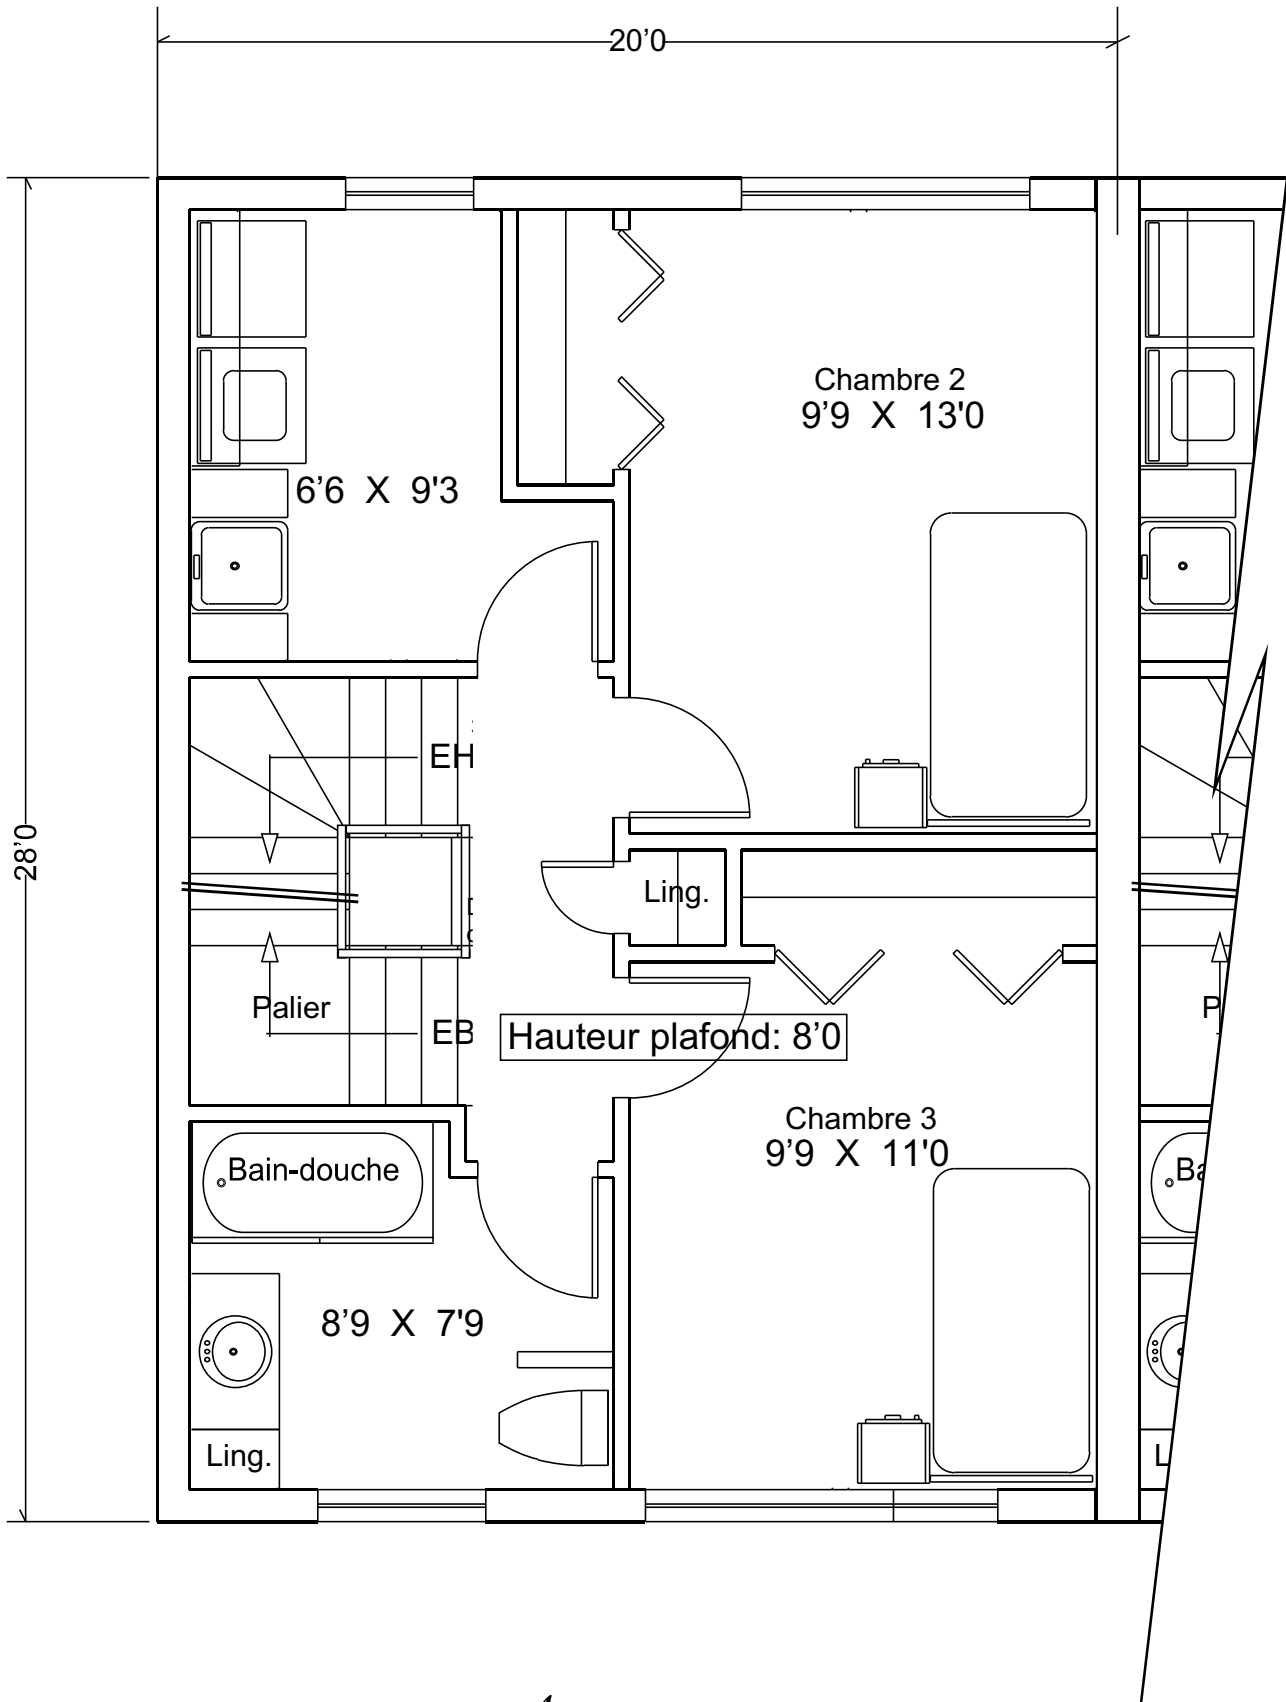 20'0
Chambre 2
9'9 X 13'0
6'6 X 9'3
EH
28'0
Ling.
Palier
P
EB
Hauteur plafond: 8'0
Chambre 3
9'9 X 11'0
Bain-douche
Ba
8'9 X 7'9
Ling.
L